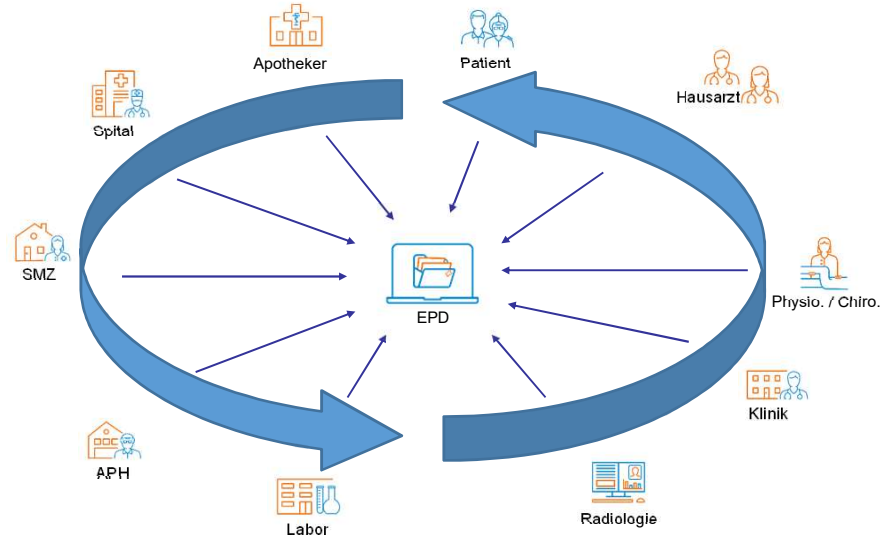 Apotheker
Patient
Hausarzt
Spital
SMZ
EPD
Physio. / Chiro.
Klinik
APH
Labor
Radiologie